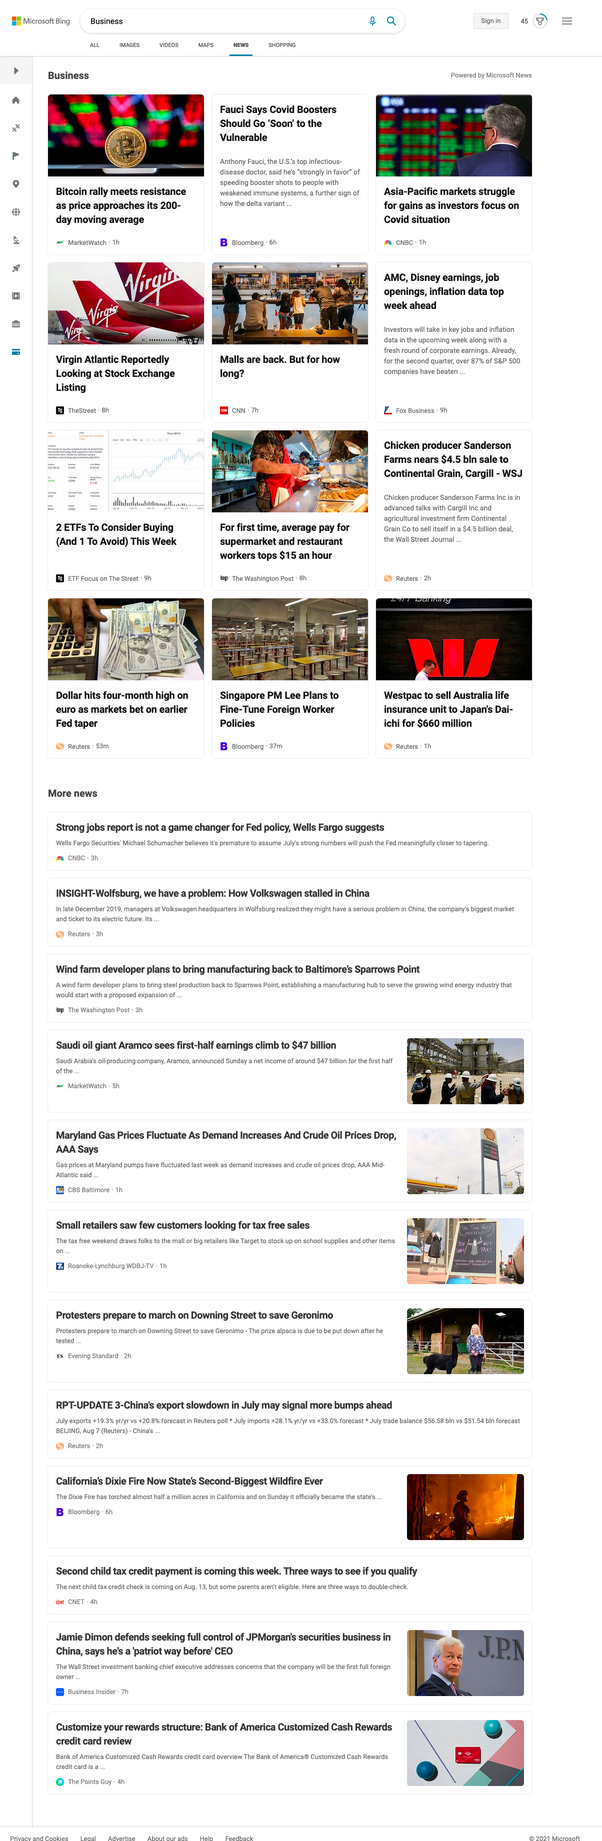 Microsoft Bing
Business
Sign in
45
ALL IMAGES VIDEOS MAPS NEWS SHOPPING
Business
Powered by Microsoft News
Bitcoin rally meets resistance
as price approaches its 200-
day moving average
MarketWatch · 1h
Fauci Says Covid Boosters
Should Go ‘Soon’ to the
Vulnerable
Anthony Fauci, the U.S.’s top infectious-
disease doctor, said he’s “strongly in favor” of
speeding booster shots to people with
weakened immune systems, a further sign of
how the delta variant ...
Bloomberg · 6h
Asia-Pacific markets struggle
for gains as investors focus on
Covid situation
CNBC · 1h
Virgin
Virgin
Virgin Atlantic Reportedly
Looking at Stock Exchange
Listing
TheStreet · 8h
Malls are back. But for how
long?
CNN · 7h
AMC, Disney earnings, job
openings, inflation data top
week ahead
Investors will take in key jobs and inflation
data in the upcoming week along with a
fresh round of corporate earnings. Already,
for the second quarter, over 87% of S&P 500
companies have beaten ...
Fox Business · 9h
2 ETFs To Consider Buying
(And 1 To Avoid) This Week
ETF Focus on The Street · 9h
For first time, average pay for
supermarket and restaurant
workers tops $15 an hour
The Washington Post · 8h
Chicken producer Sanderson
Farms nears $4.5 bln sale to
Continental Grain, Cargill - WSJ
Chicken producer Sanderson Farms Inc is in
advanced talks with Cargill Inc and
agricultural investment firm Continental
Grain Co to sell itself in a $4.5 billion deal,
the Wall Street Journal ...
Reuters · 2h
Dollar hits four-month high on
euro as markets bet on earlier
Fed taper
Reuters · 53m
Singapore PM Lee Plans to
Fine-Tune Foreign Worker
Policies
Bloomberg · 37m
24/7 Banking
Westpac to sell Australia life
insurance unit to Japan's Dai-
ichi for $660 million
Reuters · 1h
More news
Strong jobs report is not a game changer for Fed policy, Wells Fargo suggests
Wells Fargo Securities' Michael Schumacher believes it's premature to assume July's strong numbers will push the Fed meaningfully closer to tapering.
CNBC · 3h
INSIGHT-Wolfsburg, we have a problem: How Volkswagen stalled in China
In late December 2019, managers at Volkswagen headquarters in Wolfsburg realized they might have a serious problem in China, the company's biggest market
and ticket to its electric future. Its ...
Reuters · 3h
Wind farm developer plans to bring manufacturing back to Baltimore’s Sparrows Point
A wind farm developer plans to bring steel production back to Sparrows Point, establishing a manufacturing hub to serve the growing wind energy industry that
would start with a proposed expansion of ...
The Washington Post · 3h
Saudi oil giant Aramco sees first-half earnings climb to $47 billion
Saudi Arabia's oil-producing company, Aramco, announced Sunday a net income of around $47 billion for the first half
of the ...
MarketWatch · 5h
Maryland Gas Prices Fluctuate As Demand Increases And Crude Oil Prices Drop,
AAA Says
Gas prices at Maryland pumps have fluctuated last week as demand increases and crude oil prices drop, AAA Mid-
Atlantic said ...
CBS Baltimore · 1h
Small retailers saw few customers looking for tax free sales
The tax free weekend draws folks to the mall or big retailers like Target to stock up on school supplies and other items
on ...
Roanoke-Lynchburg WDBJ-TV · 1h
Protesters prepare to march on Downing Street to save Geronimo
Protesters prepare to march on Downing Street to save Geronimo - The prize alpaca is due to be put down after he
tested ...
Evening Standard · 2h
RPT-UPDATE 3-China's export slowdown in July may signal more bumps ahead
July exports +19.3% yr/yr vs +20.8% forecast in Reuters poll * July imports +28.1% yr/yr vs +33.0% forecast * July trade balance $56.58 bln vs $51.54 bln forecast
BEIJING, Aug 7 (Reuters) - China's ...
Reuters · 2h
California’s Dixie Fire Now State’s Second-Biggest Wildfire Ever
The Dixie Fire has torched almost half a million acres in California and on Sunday it officially became the state’s ...
Bloomberg · 6h
Second child tax credit payment is coming this week. Three ways to see if you qualify
The next child tax credit check is coming on Aug. 13, but some parents aren't eligible. Here are three ways to double-check.
CNET · 4h
Jamie Dimon defends seeking full control of JPMorgan's securities business in
China, says he's a 'patriot way before' CEO
The Wall Street investment banking chief executive addresses concerns that the company will be the first full foreign
owner ...
Business Insider · 7h
J.P.M
Customize your rewards structure: Bank of America Customized Cash Rewards
credit card review
Bank of America Customized Cash Rewards credit card overview The Bank of America® Customized Cash Rewards
credit card is a ...
The Points Guy · 4h
Privacy and Cookies Legal Advertise About our ads Help Feedback
© 2021 Microsoft